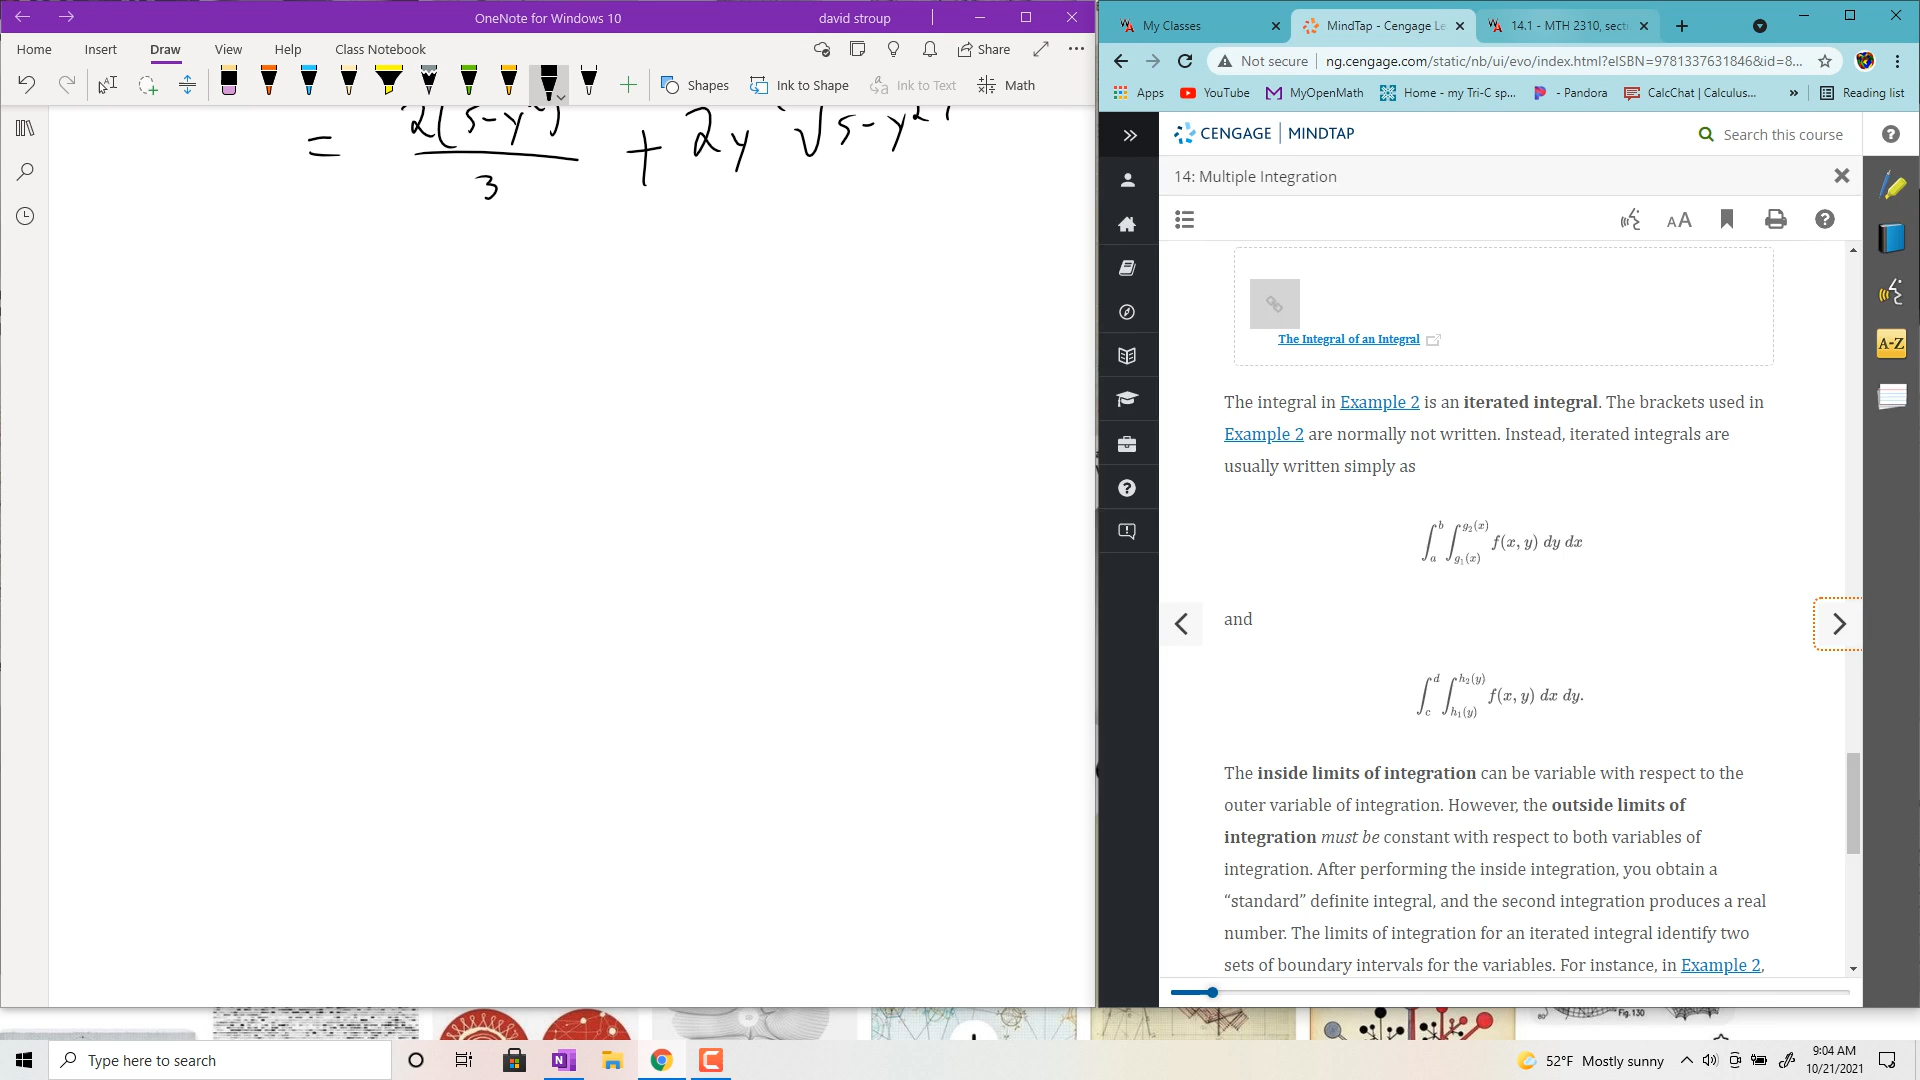 OneNote for Windows 10
david stroup
Home Insert Draw View Help Class Notebook
Share
Shapes Ink to Shape Ink to Text Math
= 2(5-y²) / 3 + 2y √5-y²
My Classes
MindTap - Cengage Le
14.1 - MTH 2310, secti
Not secure | ng.cengage.com/static/nb/ui/evo/index.html?eISBN=9781337631846&id=8...
Apps YouTube MyOpenMath Home - my Tri-C sp... - Pandora CalcChat | Calculus... » Reading list
CENGAGE | MINDTAP
Search this course
14: Multiple Integration
AA
A-Z
The Integral of an Integral
The integral in Example 2 is an iterated integral. The brackets used in
Example 2 are normally not written. Instead, iterated integrals are
usually written simply as
∫_a^b ∫_{g₁(x)}^{g₂(x)} f(x, y) dy dx
and
∫_c^d ∫_{h₁(y)}^{h₂(y)} f(x, y) dx dy.
The inside limits of integration can be variable with respect to the
outer variable of integration. However, the outside limits of
integration must be constant with respect to both variables of
integration. After performing the inside integration, you obtain a
“standard” definite integral, and the second integration produces a real
number. The limits of integration for an iterated integral identify two
sets of boundary intervals for the variables. For instance, in Example 2,
Fig.130
Type here to search
52°F Mostly sunny
9:04 AM
10/21/2021